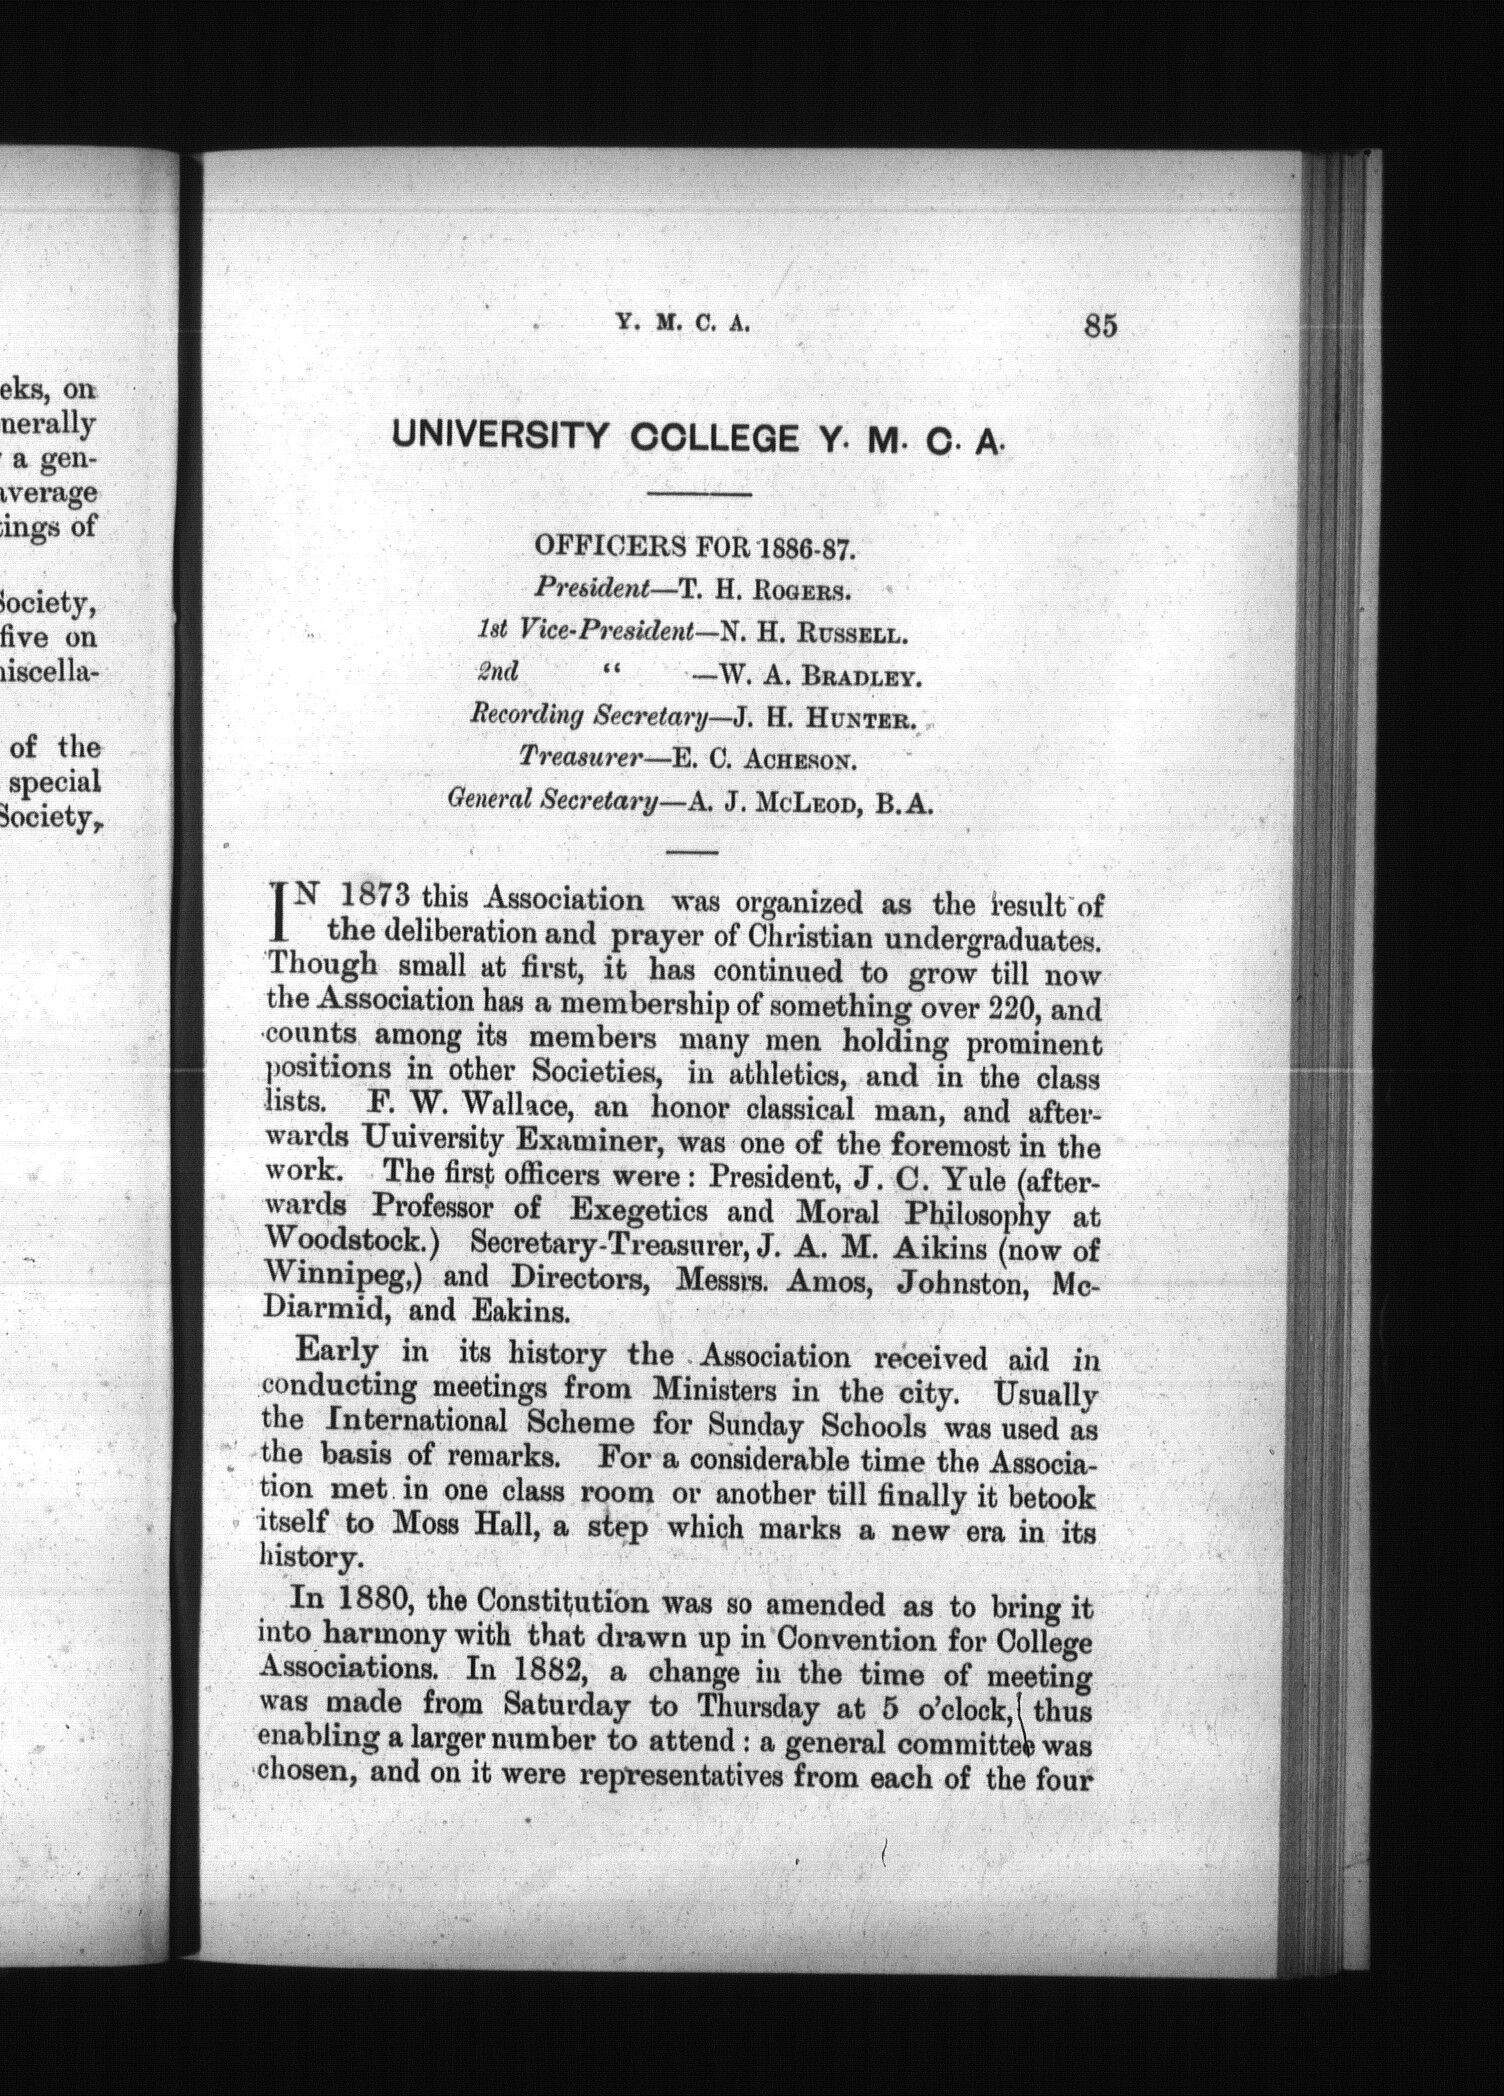 eks, on
nerally
a gen-
average
tings of
Society,
five on
miscella-
of the
special
Society,
Y. M. C. A. 85
UNIVERSITY COLLEGE Y. M. C. A.
OFFICERS FOR 1886-87.
President—T. H. ROGERS.
1st Vice-President—N. H. RUSSELL.
2nd “ —W. A. BRADLEY.
Recording Secretary—J. H. HUNTER.
Treasurer—E. C. ACHESON.
General Secretary—A. J. MCLEOD, B.A.
IN 1873 this Association was organized as the result of
the deliberation and prayer of Christian undergraduates.
Though small at first, it has continued to grow till now
the Association has a membership of something over 220, and
counts among its members many men holding prominent
positions in other Societies, in athletics, and in the class
lists. F. W. Wallace, an honor classical man, and after-
wards Uuiversity Examiner, was one of the foremost in the
work. The first officers were: President, J. C. Yule (after-
wards Professor of Exegetics and Moral Philosophy at
Woodstock.) Secretary-Treasurer, J. A. M. Aikins (now of
Winnipeg,) and Directors, Messrs. Amos, Johnston, Mc-
Diarmid, and Eakins.
Early in its history the Association received aid in
conducting meetings from Ministers in the city. Usually
the International Scheme for Sunday Schools was used as
the basis of remarks. For a considerable time the Associa-
tion met in one class room or another till finally it betook
itself to Moss Hall, a step which marks a new era in its
history.
In 1880, the Constitution was so amended as to bring it
into harmony with that drawn up in Convention for College
Associations. In 1882, a change in the time of meeting
was made from Saturday to Thursday at 5 o'clock, thus
enabling a larger number to attend : a general committee was
chosen, and on it were representatives from each of the four